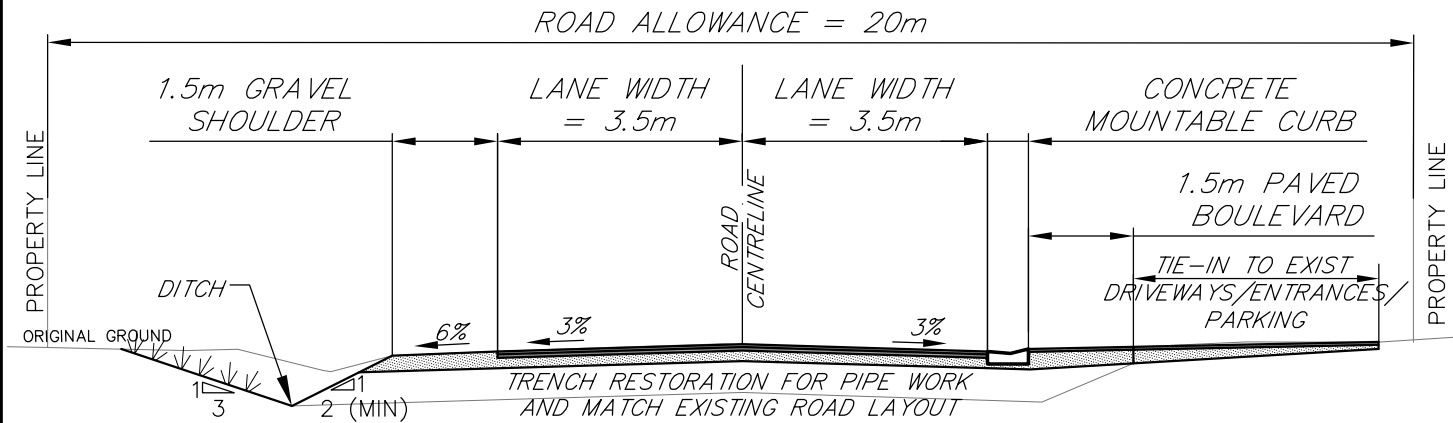 ROAD ALLOWANCE = 20m
1.5m GRAVEL
SHOULDER
LANE WIDTH
= 3.5m
LANE WIDTH
= 3.5m
CONCRETE
MOUNTABLE CURB
PROPERTY LINE
ROAD
CENTRELINE
1.5m PAVED
BOULEVARD
PROPERTY LINE
TIE-IN TO EXIST
DRIVEWAYS/ENTRANCES/
PARKING
DITCH
ORIGINAL GROUND
6%
3%
3%
1
3
1
2 (MIN)
TRENCH RESTORATION FOR PIPE WORK
AND MATCH EXISTING ROAD LAYOUT